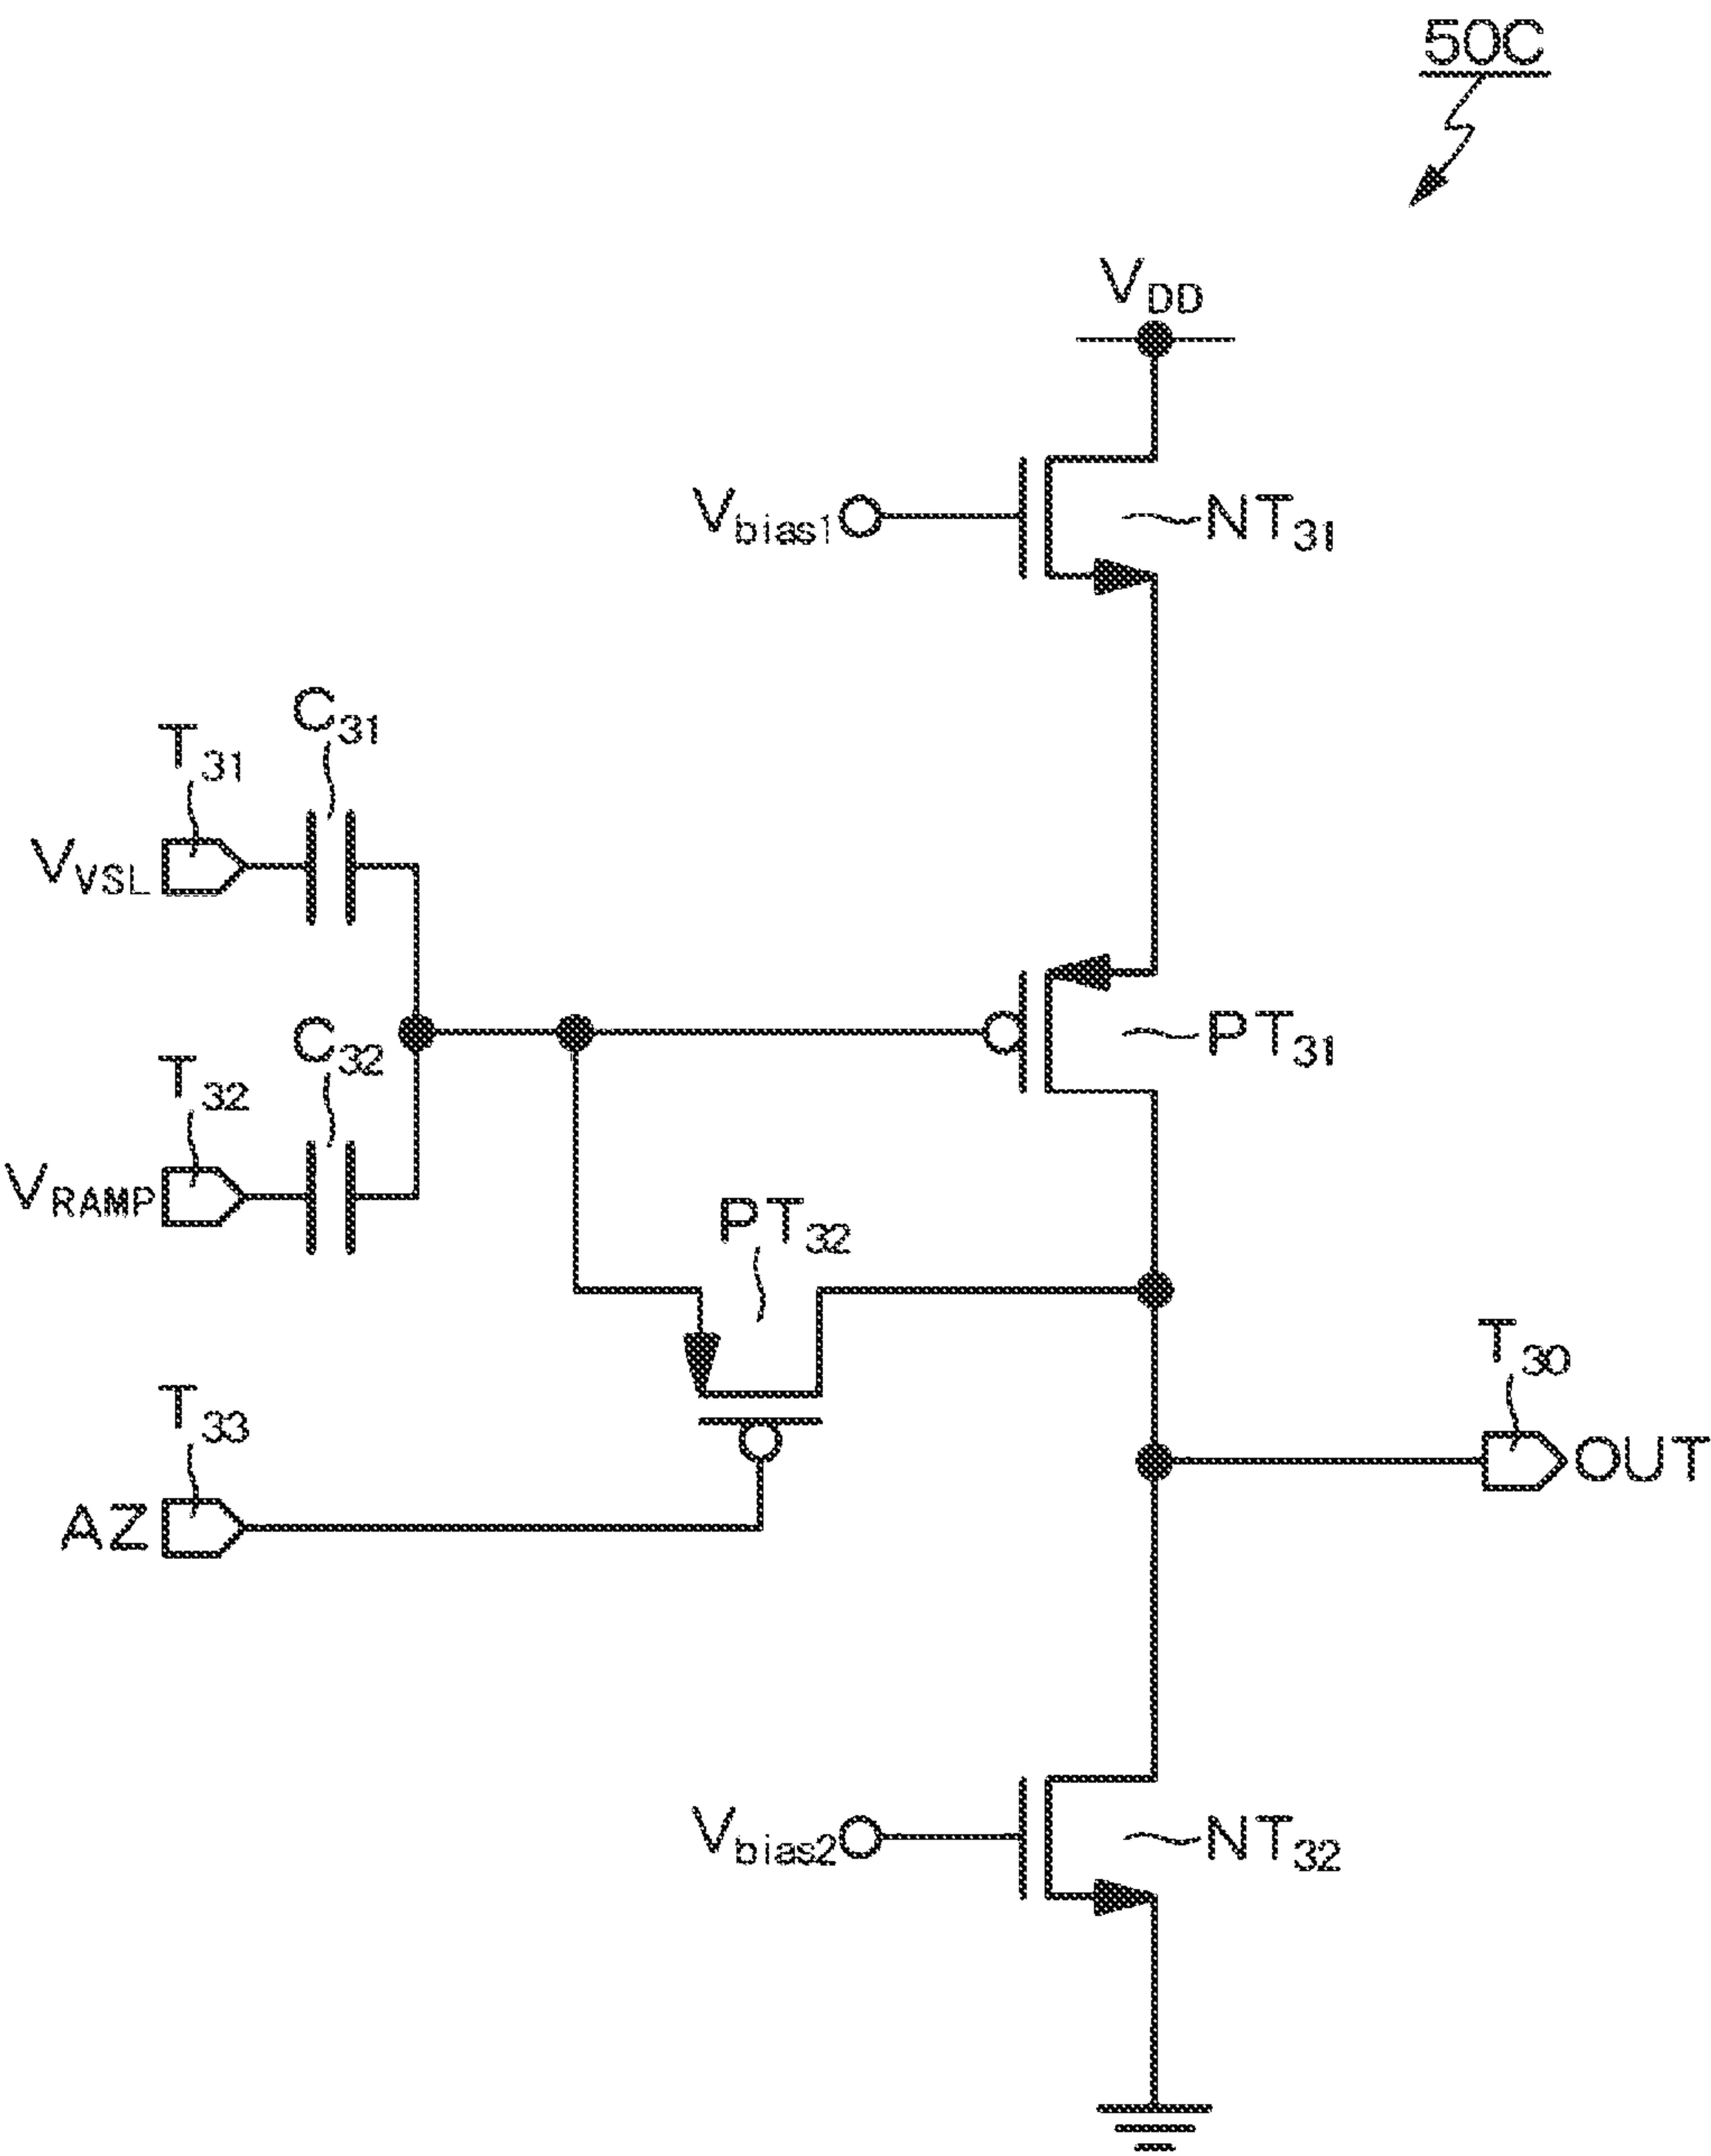 50C
VDD
Vbias1
NT31
C31
T31
VVSL
C32
T32
PT31
VRAMP
PT32
T30
T33
OUT
AZ
Vbias2
NT32